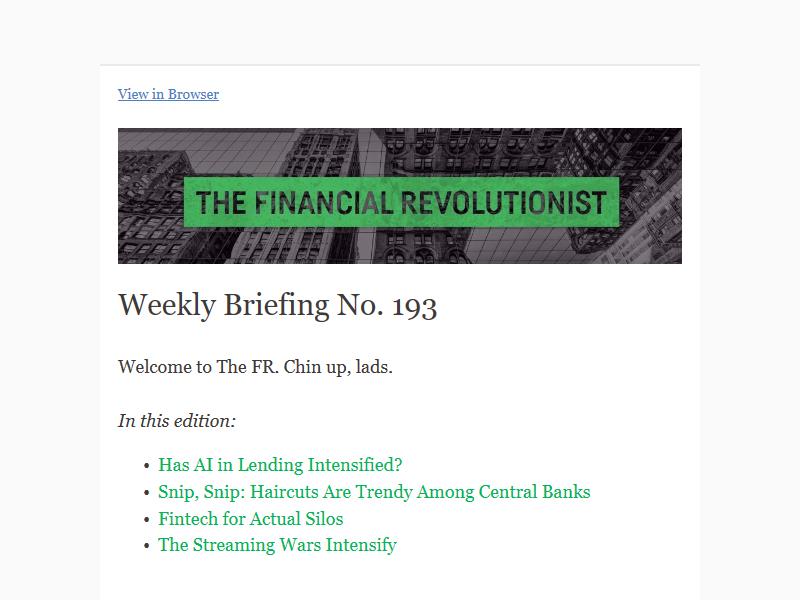 View in Browser
THE FINANCIAL REVOLUTIONIST
Weekly Briefing No. 193
Welcome to The FR. Chin up, lads.
In this edition:
• Has AI in Lending Intensified?
• Snip, Snip: Haircuts Are Trendy Among Central Banks
• Fintech for Actual Silos
• The Streaming Wars Intensify